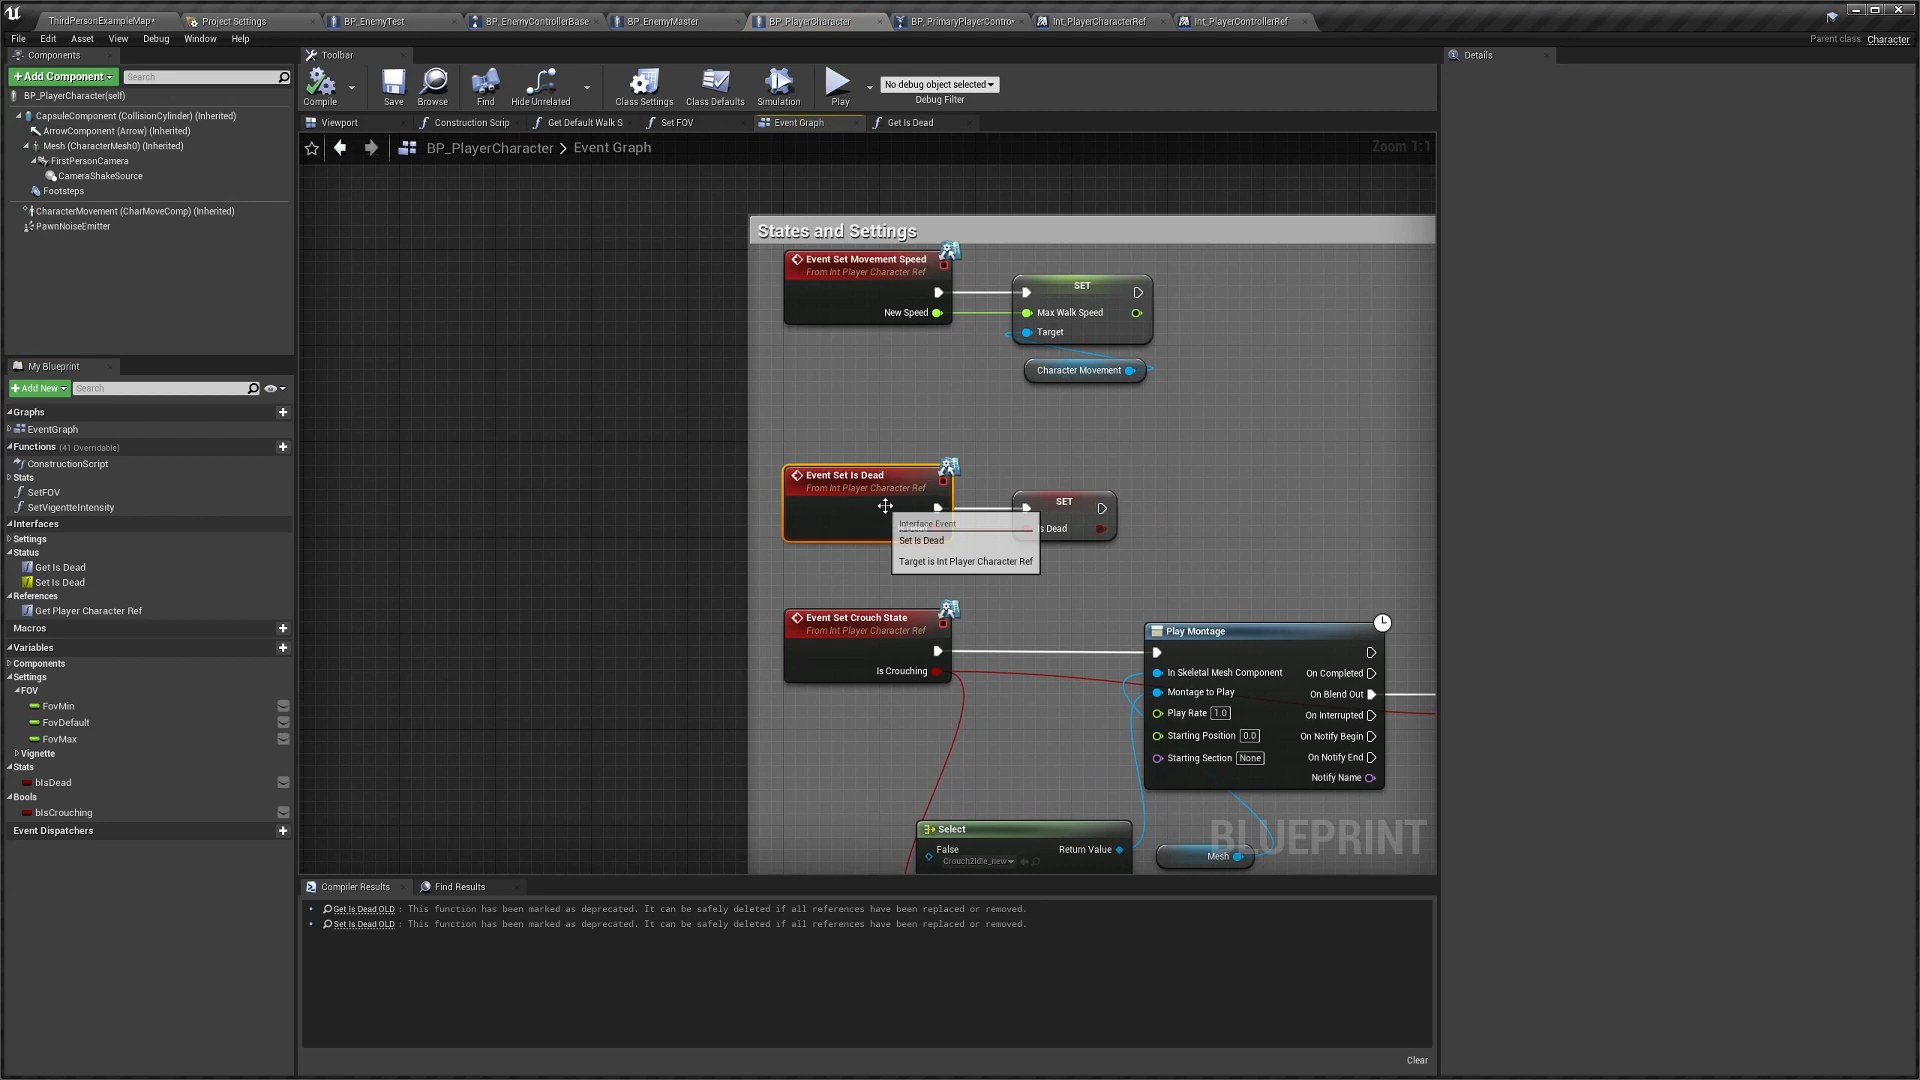 ThirdPersonExampleMap*
Project Settings
BP_EnemyTest
BP_EnemyControllerBase
BP_EnemyMaster
BP_PlayerCharacter
BP_PrimaryPlayerContro*
Int_PlayerCharacterRef
Int_PlayerControllerRef
File Edit Asset View Debug Window Help
Parent class: Character
Components
+Add Component
Search
BP_PlayerCharacter(self)
CapsuleComponent (CollisionCylinder) (Inherited)
ArrowComponent (Arrow) (Inherited)
Mesh (CharacterMesh0) (Inherited)
FirstPersonCamera
CameraShakeSource
Footsteps
CharacterMovement (CharMoveComp) (Inherited)
PawnNoiseEmitter
My Blueprint
+Add New
Search
Graphs
EventGraph
Functions (41 Overridable)
ConstructionScript
Stats
SetFOV
SetVigentteIntensity
Interfaces
Settings
Status
Get Is Dead
Set Is Dead
References
Get Player Character Ref
Macros
Variables
Components
Settings
FOV
FovMin
FovDefault
FovMax
Vignette
Stats
bIsDead
Bools
bIsCrouching
Event Dispatchers
Toolbar
Compile
Save
Browse
Find
Hide Unrelated
Class Settings
Class Defaults
Simulation
Play
No debug object selected
Debug Filter
Viewport
Construction Scrip
Get Default Walk S
Set FOV
Event Graph
Get Is Dead
BP_PlayerCharacter > Event Graph
Zoom 1:1
States and Settings
Event Set Movement Speed
From Int Player Character Ref
New Speed
SET
Max Walk Speed
Target
Character Movement
Event Set Is Dead
From Int Player Character Ref
SET
Is Dead
Interface Event
Set Is Dead
Target is Int Player Character Ref
Event Set Crouch State
From Int Player Character Ref
Is Crouching
Play Montage
In Skeletal Mesh Component
On Completed
Montage to Play
On Blend Out
Play Rate 1.0
On Interrupted
Starting Position 0.0
On Notify Begin
Starting Section None
On Notify End
Notify Name
Select
False
Return Value
Crouch2Idle_new
Mesh
BLUEPRINT
Compiler Results
Find Results
Get Is Dead OLD : This function has been marked as deprecated. It can be safely deleted if all references have been replaced or removed.
Set Is Dead OLD : This function has been marked as deprecated. It can be safely deleted if all references have been replaced or removed.
Clear
Details